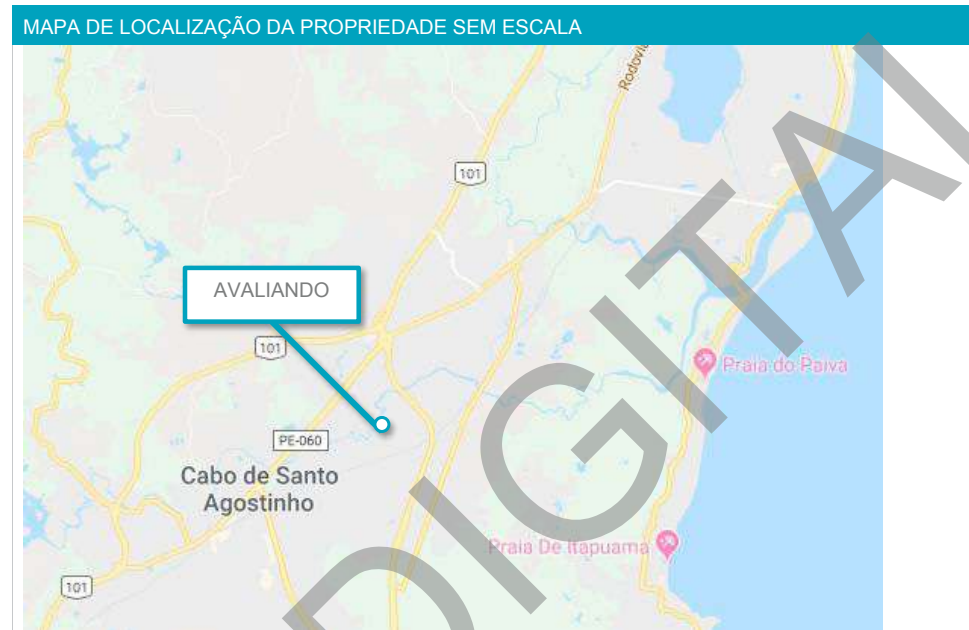 MAPA DE LOCALIZAÇÃO DA PROPRIEDADE SEM ESCALA
Rodovia
101
AVALIANDO
101
Praia do Paiva
PE-060
Cabo de Santo
Agostinho
Praia De Itapuama
101
DIGITAL